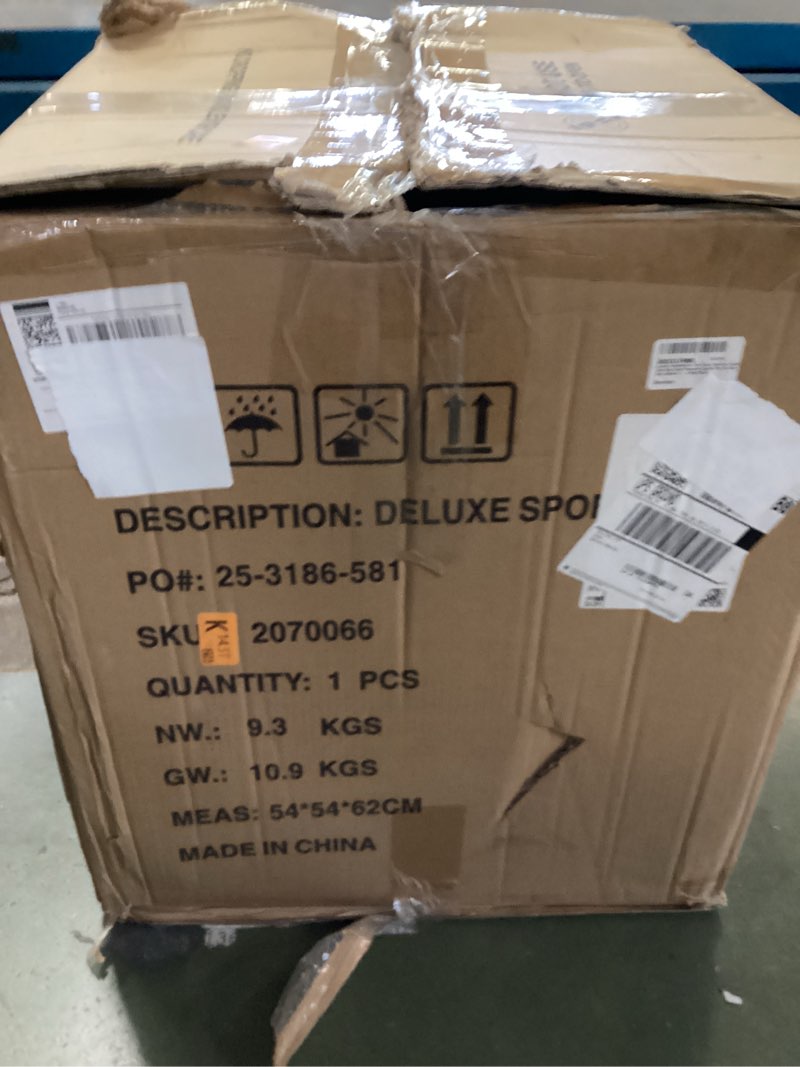 DESCRIPTION: DELUXE SPO
PO#: 25-3186-581
SKU 2070066
K
QUANTITY: 1 PCS
NW.: 9.3 KGS
GW.: 10.9 KGS
MEAS: 54*54*62CM
MADE IN CHINA